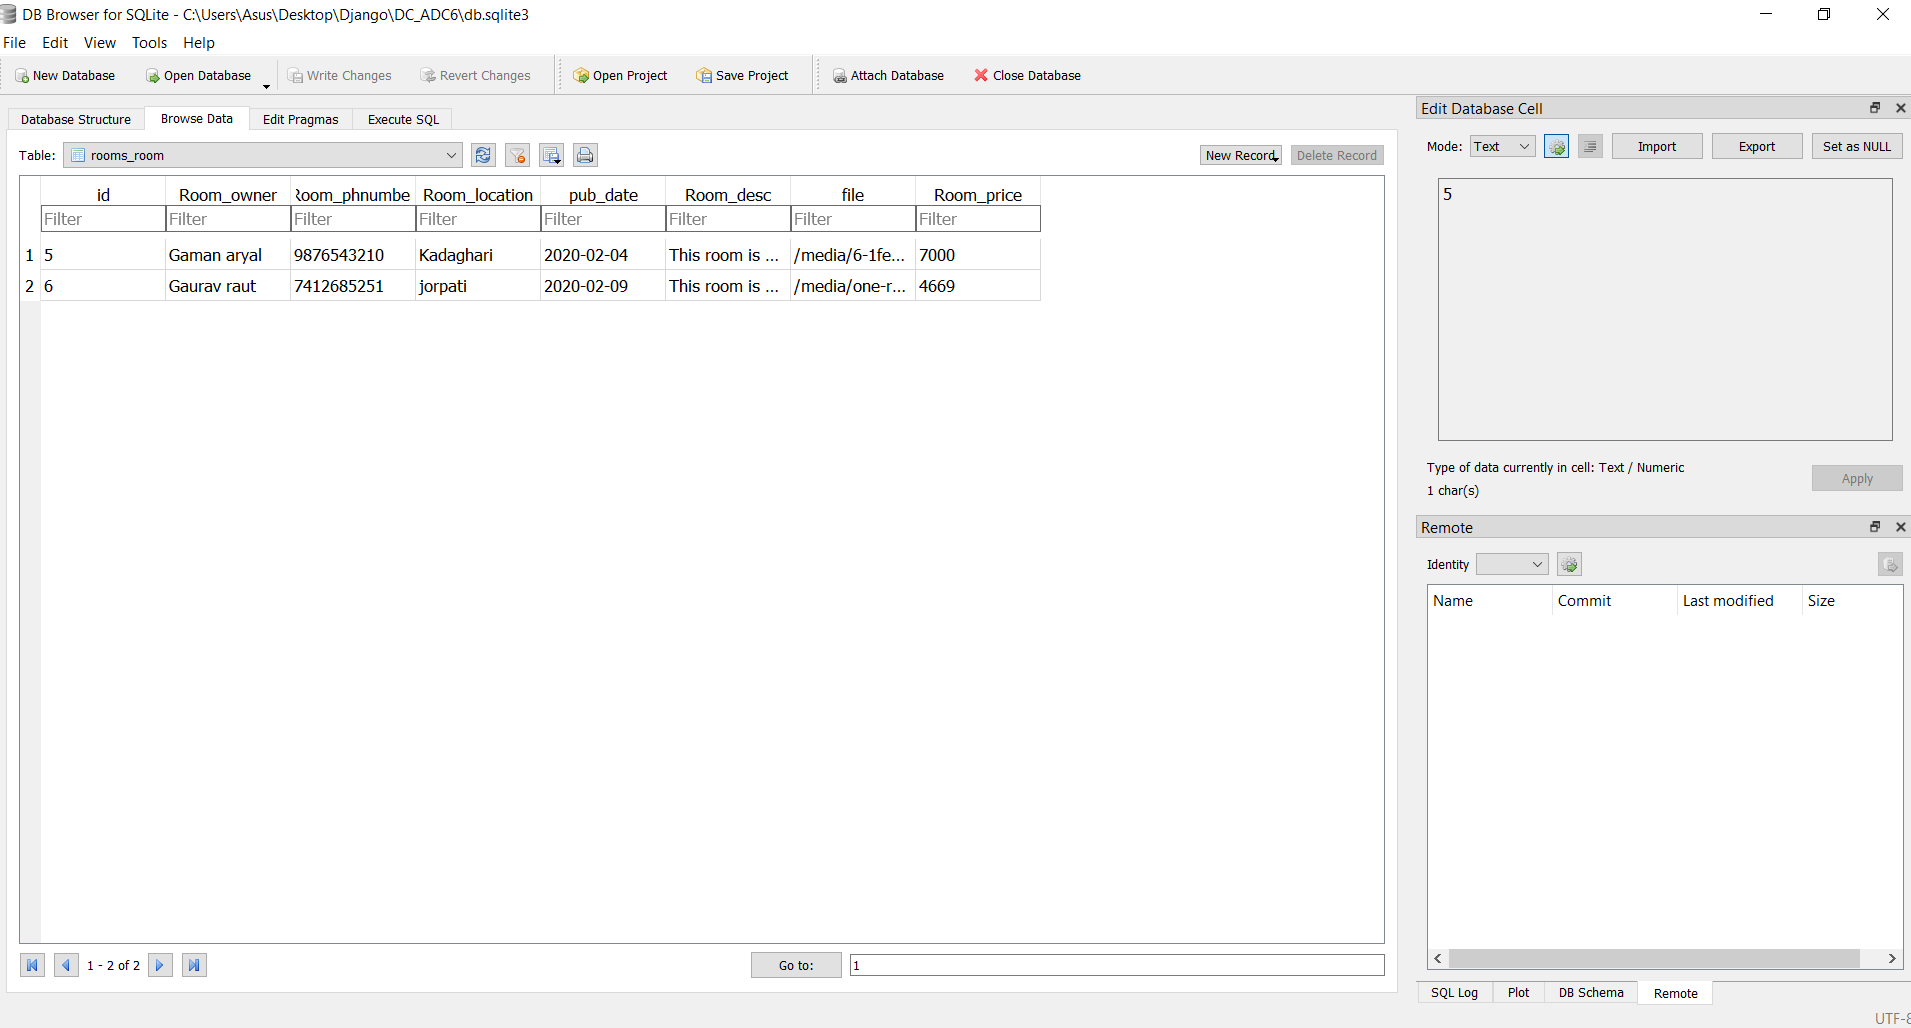 DB Browser for SQLite - C:\Users\Asus\Desktop\Django\DC_ADC6\db.sqlite3
File Edit View Tools Help
New Database Open Database Write Changes Revert Changes Open Project Save Project Attach Database Close Database
Database Structure Browse Data Edit Pragmas Execute SQL
Table: rooms_room New Record Delete Record
id Room_owner Room_phnumbe Room_location pub_date Room_desc file Room_price
Filter Filter Filter Filter Filter Filter Filter Filter
1 5 Gaman aryal 9876543210 Kadaghari 2020-02-04 This room is ... /media/6-1fe... 7000
2 6 Gaurav raut 7412685251 jorpati 2020-02-09 This room is ... /media/one-r... 4669
1 - 2 of 2 Go to: 1
Edit Database Cell
Mode: Text Import Export Set as NULL
5
Type of data currently in cell: Text / Numeric
1 char(s)
Apply
Remote
Identity
Name Commit Last modified Size
SQL Log Plot DB Schema Remote
UTF-8